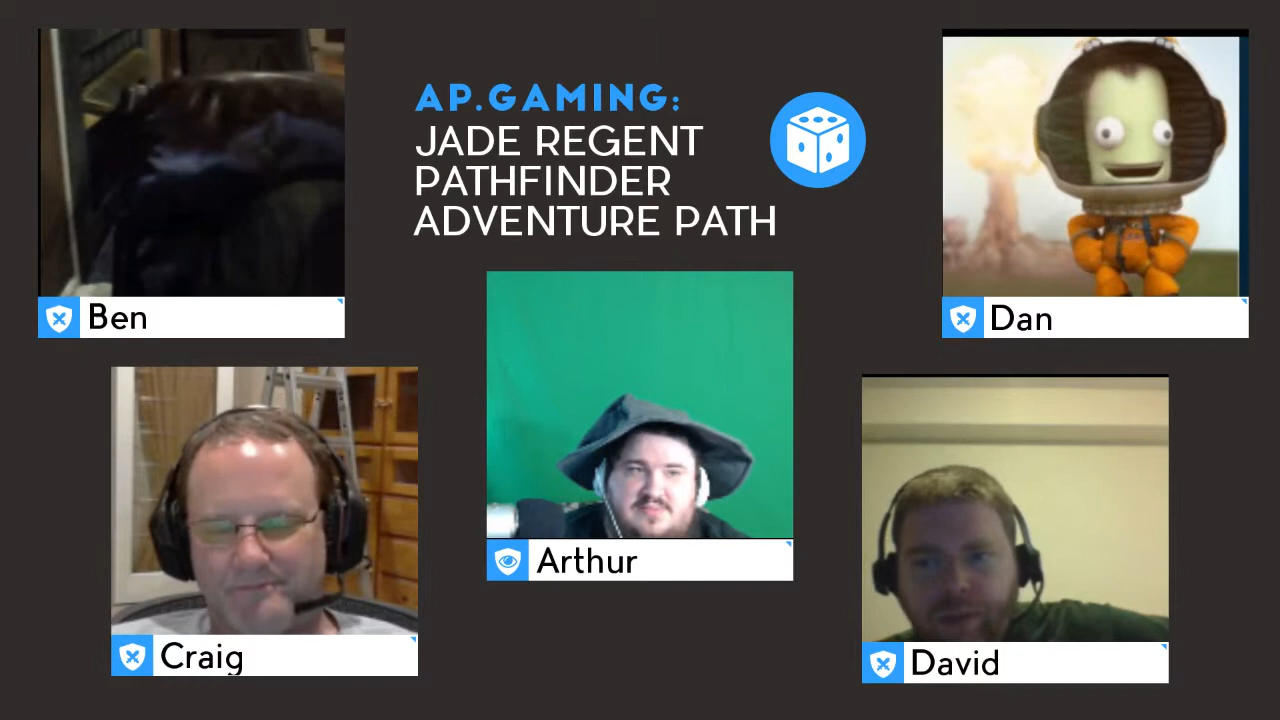 AP.GAMING:
JADE REGENT
PATHFINDER
ADVENTURE PATH
Ben
Dan
Arthur
Craig
David